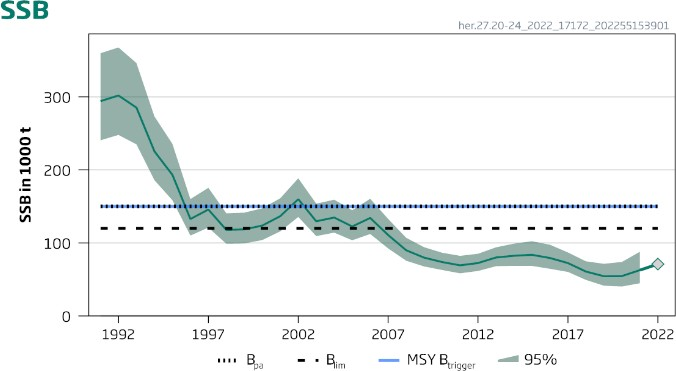 SSB
her.27.20-24_2022_17172_202255153901
SSB in 1000 t
300
200
100
0
1992 1997 2002 2007 2012 2017 2022
Bpa Blim MSY Btrigger 95%